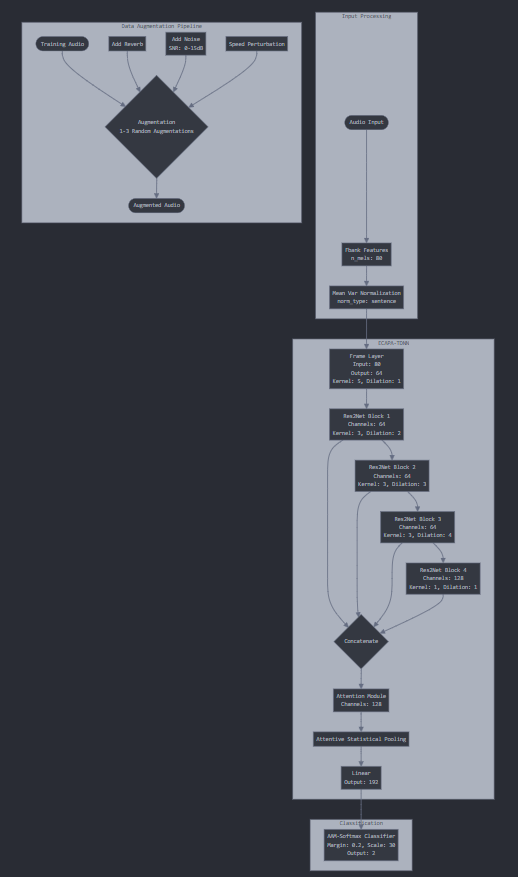 Data Augmentation Pipeline
Training Audio
Add Reverb
Add Noise
SNR: 0-15dB
Speed Perturbation
Augmentation
1-3 Random Augmentations
Augmented Audio
Input Processing
Audio Input
Fbank Features
n_mels: 80
Mean Var Normalization
norm_type: sentence
ECAPA-TDNN
Frame Layer
Input: 80
Output: 64
Kernel: 5, Dilation: 1
Res2Net Block 1
Channels: 64
Kernel: 3, Dilation: 2
Res2Net Block 2
Channels: 64
Kernel: 3, Dilation: 3
Res2Net Block 3
Channels: 64
Kernel: 3, Dilation: 4
Res2Net Block 4
Channels: 128
Kernel: 1, Dilation: 1
Concatenate
Attention Module
Channels: 128
Attentive Statistical Pooling
Linear
Output: 192
Classification
AAM-Softmax Classifier
Margin: 0.2, Scale: 30
Output: 2